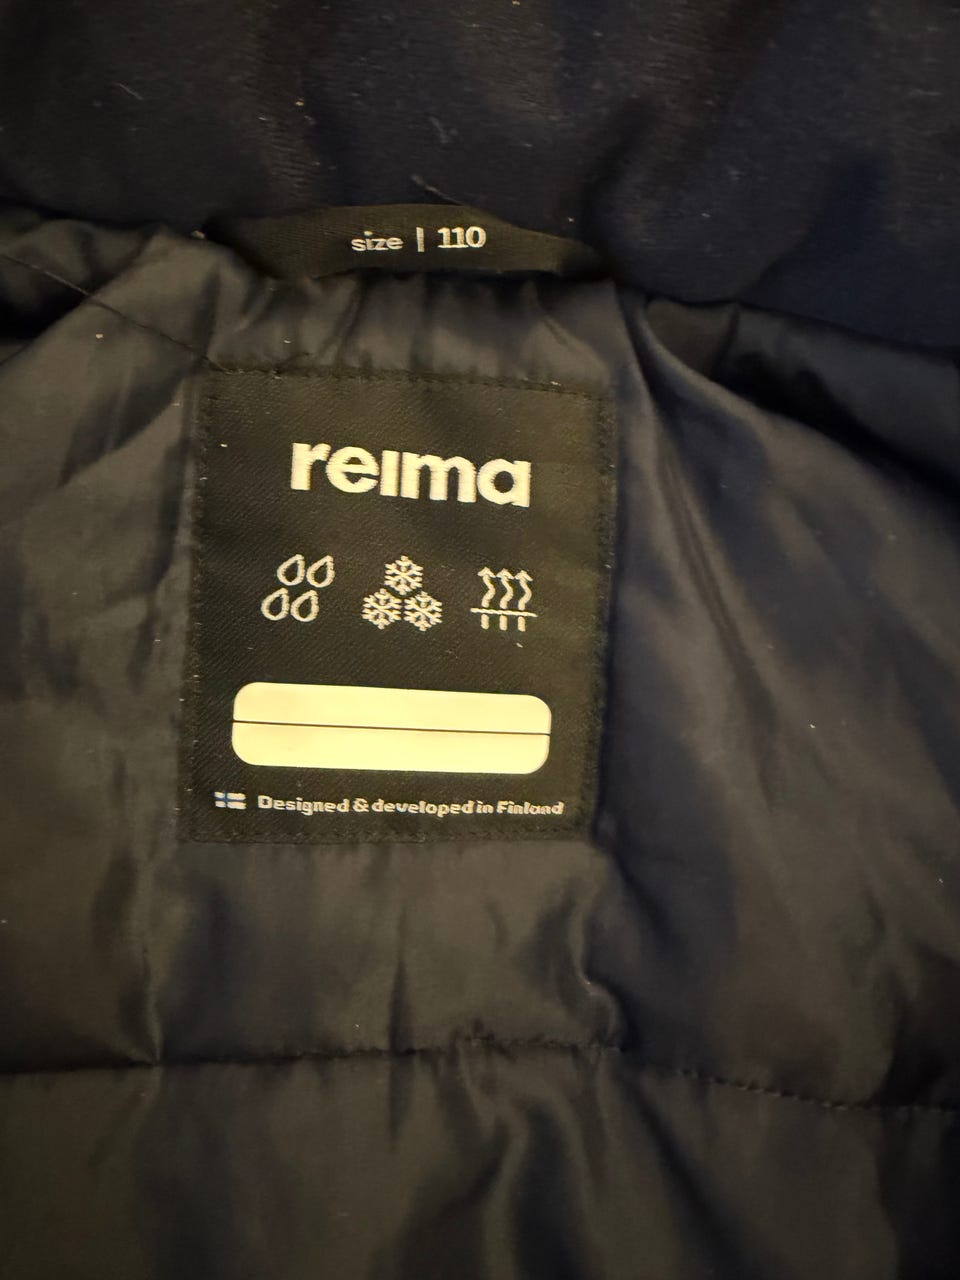 size | 110
reima
Designed & developed in Finland